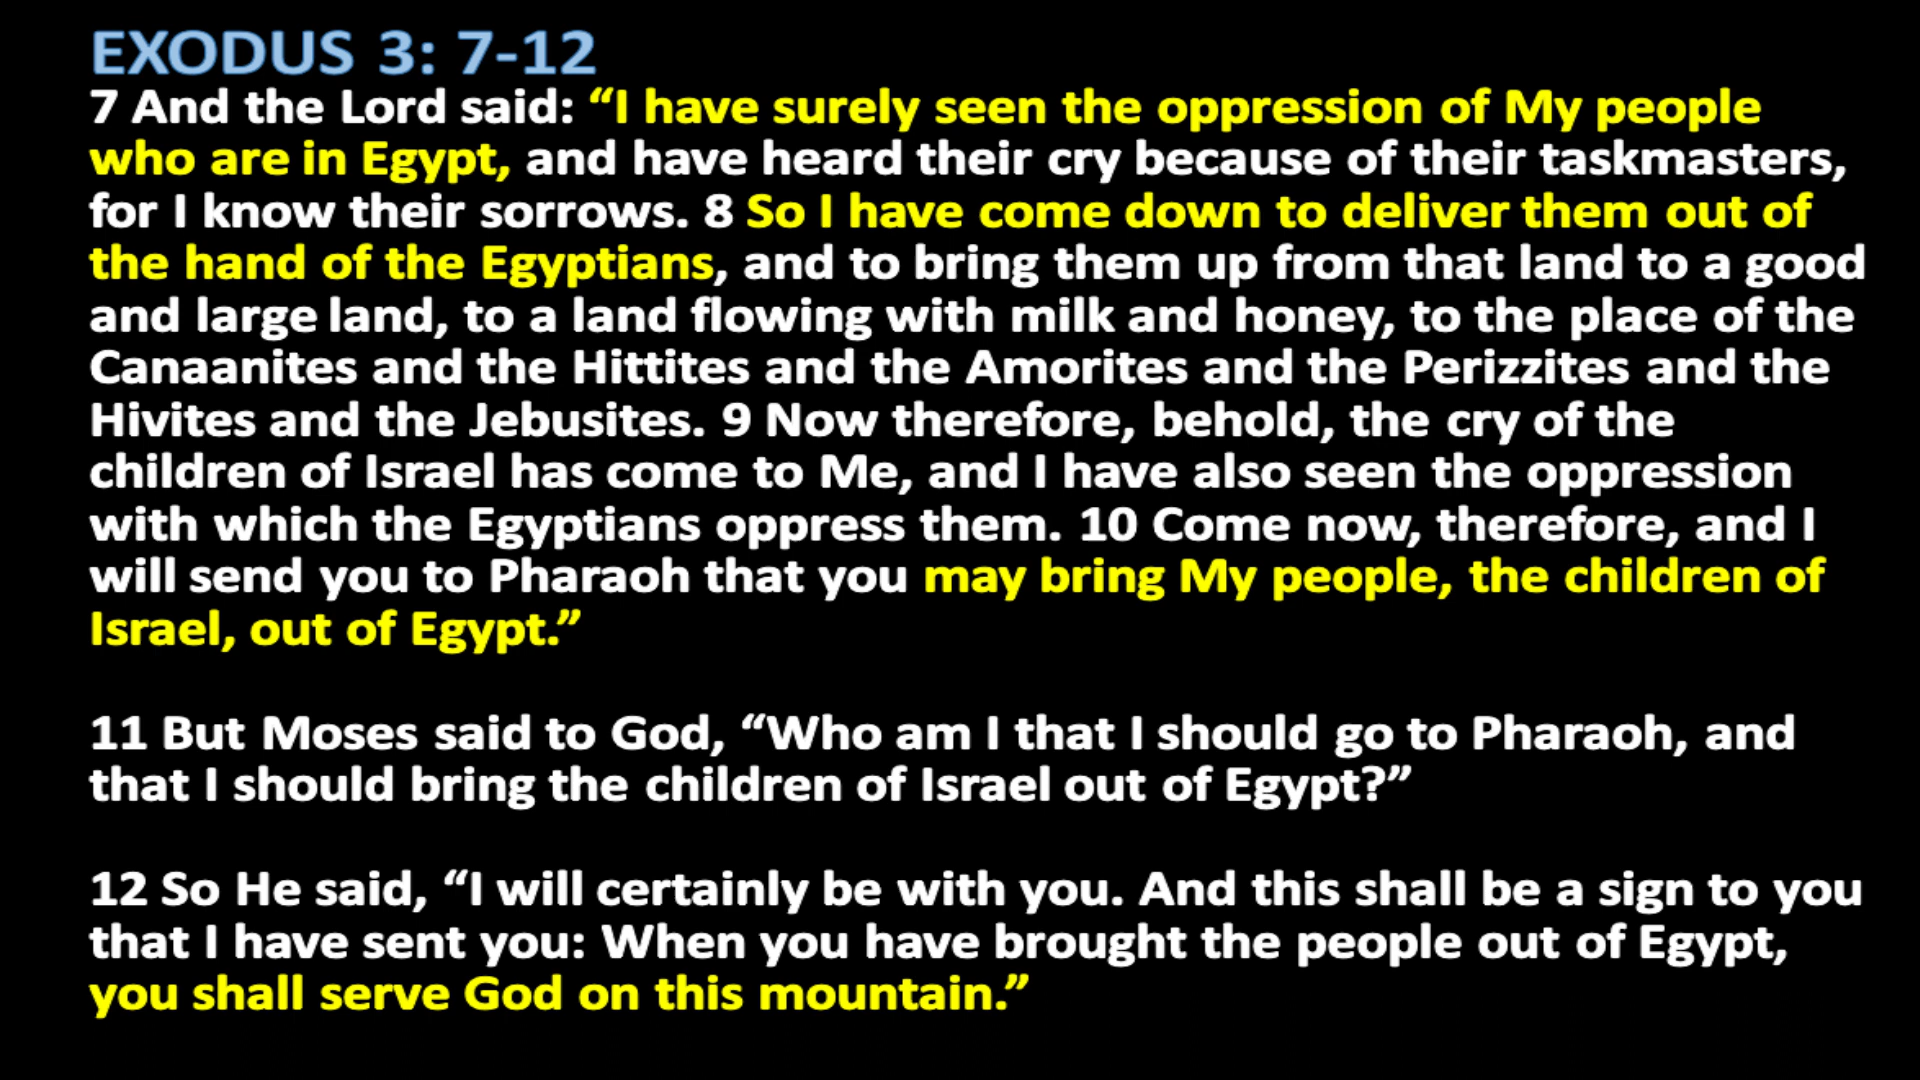 EXODUS 3: 7-12
7 And the Lord said: “I have surely seen the oppression of My people
who are in Egypt, and have heard their cry because of their taskmasters,
for I know their sorrows. 8 So I have come down to deliver them out of
the hand of the Egyptians, and to bring them up from that land to a good
and large land, to a land flowing with milk and honey, to the place of the
Canaanites and the Hittites and the Amorites and the Perizzites and the
Hivites and the Jebusites. 9 Now therefore, behold, the cry of the
children of Israel has come to Me, and I have also seen the oppression
with which the Egyptians oppress them. 10 Come now, therefore, and I
will send you to Pharaoh that you may bring My people, the children of
Israel, out of Egypt.”
11 But Moses said to God, “Who am I that I should go to Pharaoh, and
that I should bring the children of Israel out of Egypt?”
12 So He said, “I will certainly be with you. And this shall be a sign to you
that I have sent you: When you have brought the people out of Egypt,
you shall serve God on this mountain.”